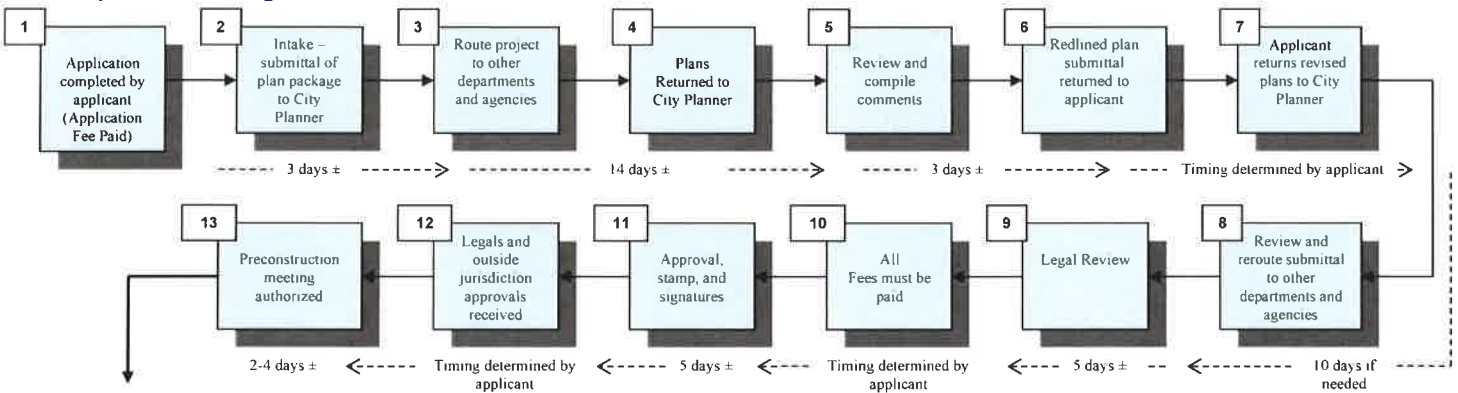 1
Application
completed by
applicant
(Application
Fee Paid)
2
Intake –
submittal of
plan package
to City
Planner
3
Route project
to other
departments
and agencies
4
Plans
Returned to
City Planner
5
Review and
compile
comments
6
Redlined plan
submittal
returned to
applicant
7
Applicant
returns revised
plans to City
Planner
3 days ±
14 days ±
3 days ±
Timing determined by applicant
8
Review and
reroute submittal
to other
departments and
agencies
9
Legal Review
10
All
Fees must be
paid
11
Approval,
stamp, and
signatures
12
Legals and
outside
jurisdiction
approvals
received
13
Preconstruction
meeting
authorized
10 days if
needed
5 days ±
Timing determined by
applicant
5 days ±
Timing determined by
applicant
2-4 days ±